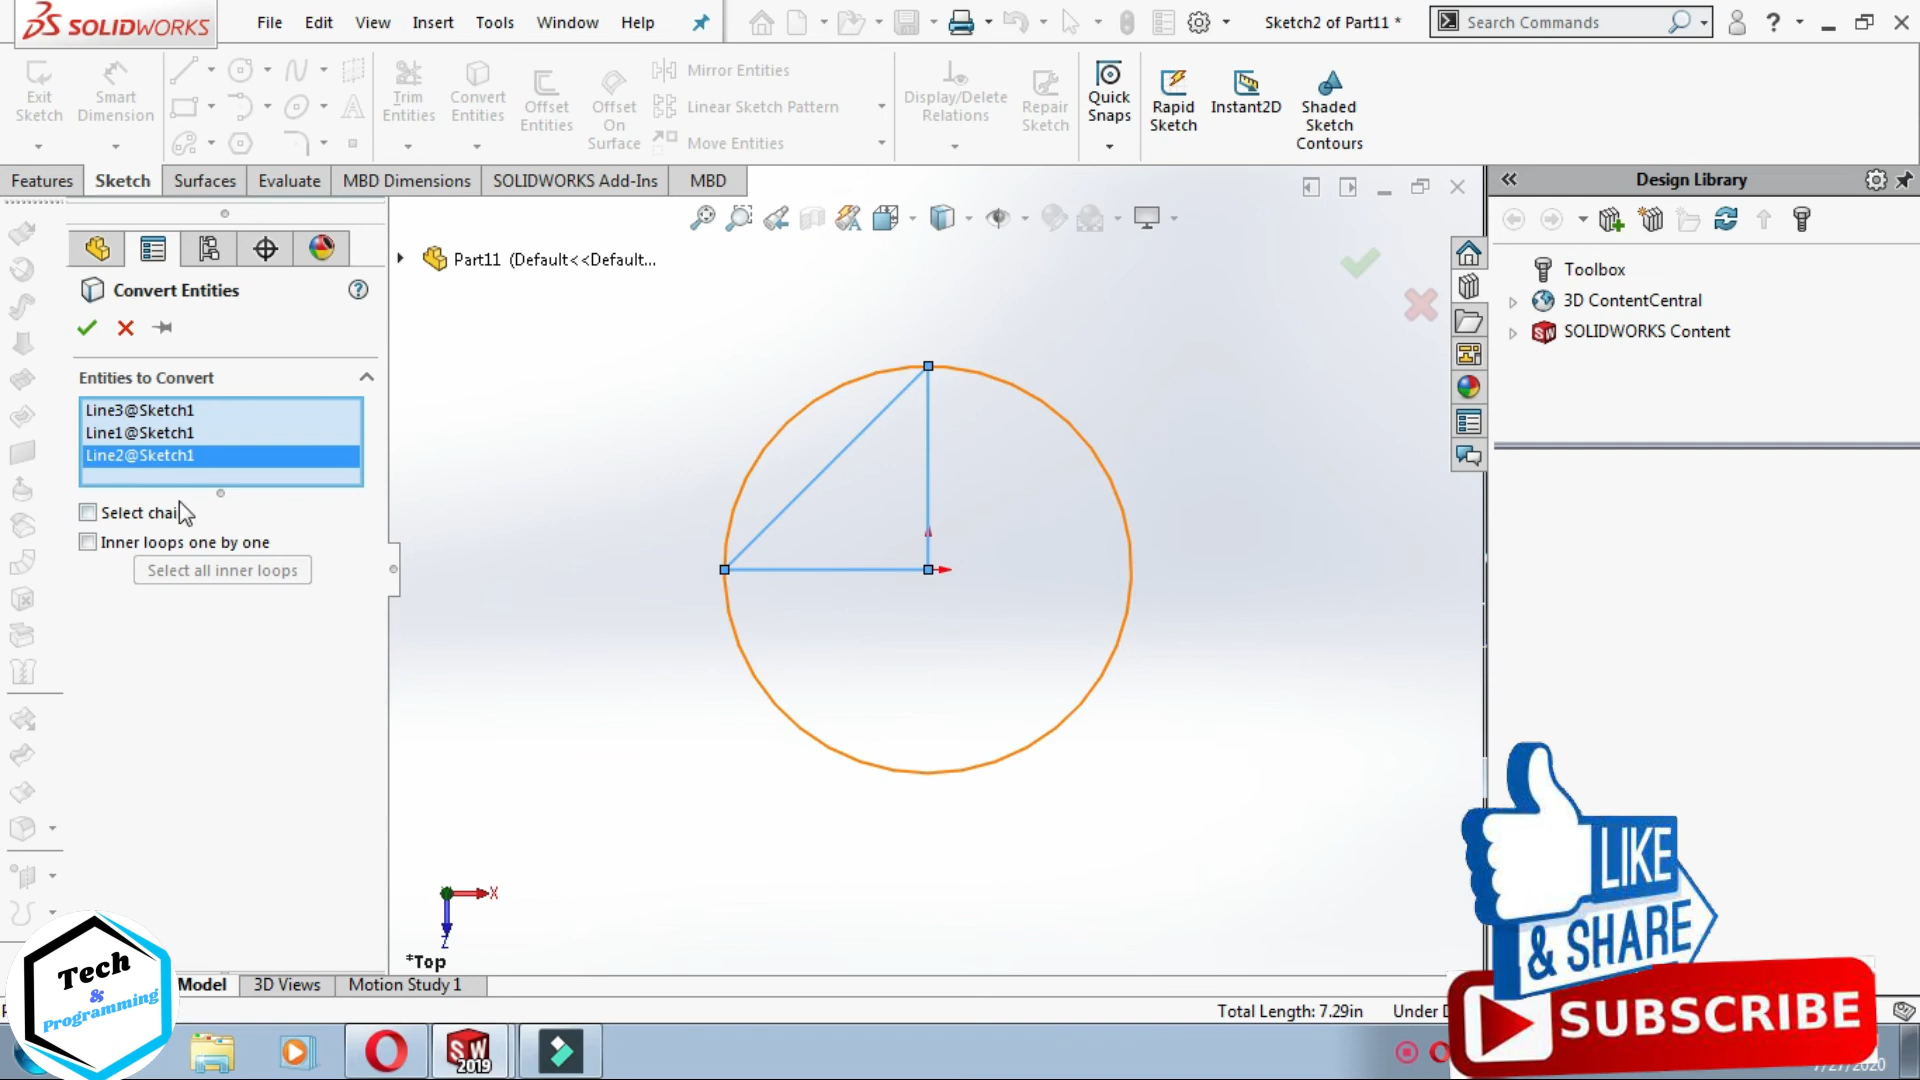 SOLIDWORKS
File Edit View Insert Tools Window Help
Sketch2 of Part11 *
Search Commands
Exit Sketch
Smart Dimension
Trim Entities
Convert Entities
Offset Entities
Offset On Surface
Mirror Entities
Linear Sketch Pattern
Move Entities
Display/Delete Relations
Repair Sketch
Quick Snaps
Rapid Sketch
Instant2D
Shaded Sketch Contours
Features Sketch Surfaces Evaluate MBD Dimensions SOLIDWORKS Add-Ins MBD
Design Library
Part11 (Default<<Default...
Toolbox
3D ContentCentral
SOLIDWORKS Content
Convert Entities
Entities to Convert
Line3@Sketch1
Line1@Sketch1
Line2@Sketch1
Select chai
Inner loops one by one
Select all inner loops
X
Z
*Top
Model 3D Views Motion Study 1
Total Length: 7.29in
Under
Tech
&
Programming
LIKE
& SHARE
SUBSCRIBE
SW
2019
7/27/2020